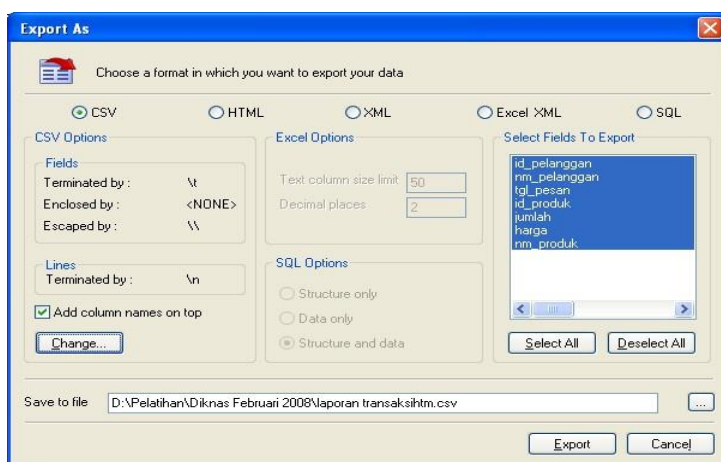 Export As
Choose a format in which you want to export your data
CSV HTML XML Excel XML SQL
CSV Options
Fields
Terminated by : \t
Enclosed by : <NONE>
Escaped by : \\
Lines
Terminated by : \n
Add column names on top
Change...
Excel Options
Text column size limit 50
Decimal places 2
SQL Options
Structure only
Data only
Structure and data
Select Fields To Export
id_pelanggan
nm_pelanggan
tgl_pesan
id_produk
jumlah
harga
nm_produk
Select All Deselect All
Save to file D:\Pelatihan\Diknas Februari 2008\laporan transaksihtm.csv ...
Export Cancel